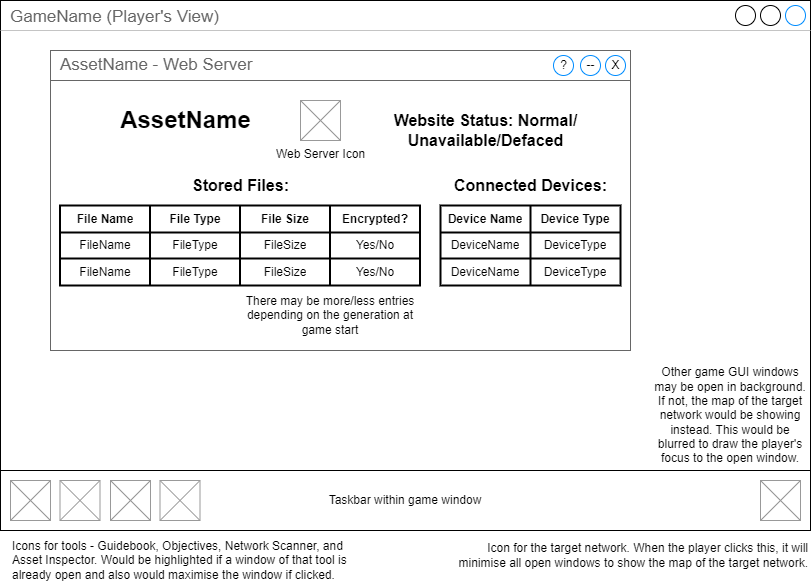 GameName (Player's View)
AssetName - Web Server
? -- X
AssetName
Web Server Icon
Website Status: Normal/
Unavailable/Defaced
Stored Files:
File Name File Type File Size Encrypted?
FileName FileType FileSize Yes/No
FileName FileType FileSize Yes/No
There may be more/less entries
depending on the generation at
game start
Connected Devices:
Device Name Device Type
DeviceName DeviceType
DeviceName DeviceType
Other game GUI windows
may be open in background.
If not, the map of the target
network would be showing
instead. This would be
blurred to draw the player's
focus to the open window.
Taskbar within game window
Icons for tools - Guidebook, Objectives, Network Scanner, and
Asset Inspector. Would be highlighted if a window of that tool is
already open and also would maximise the window if clicked.
Icon for the target network. When the player clicks this, it will
minimise all open windows to show the map of the target network.